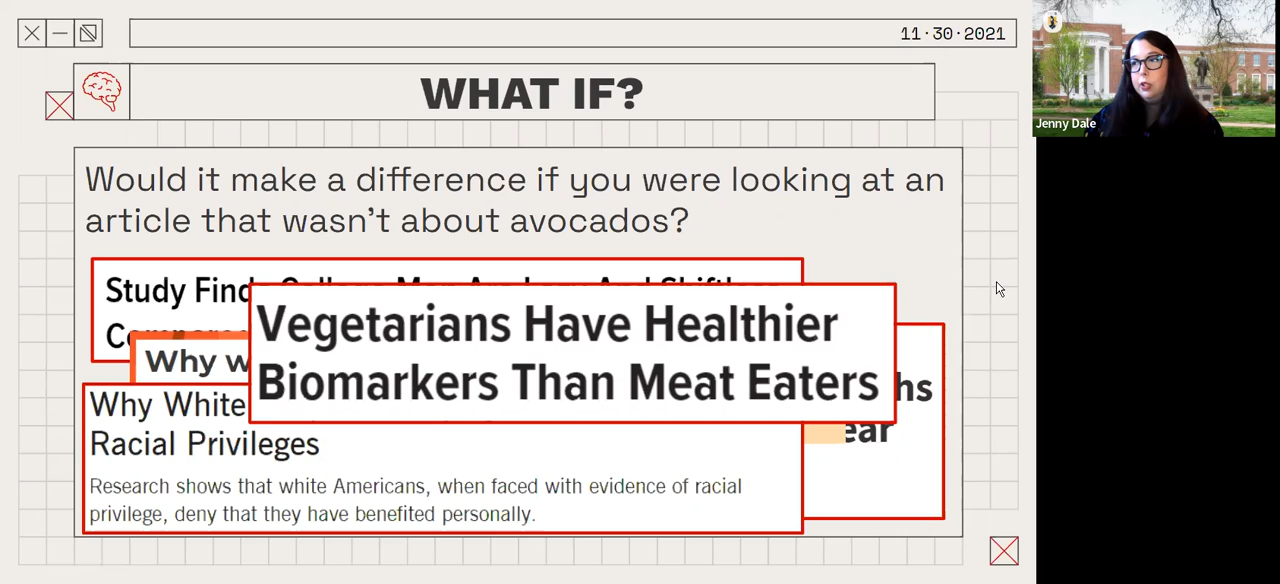 11·30·2021
WHAT IF?
Jenny Dale
Would it make a difference if you were looking at an
article that wasn't about avocados?
Study
Vegetarians Have Healthier
Biomarkers Than Meat Eaters
Why
Why White
Racial Privileges
Research shows that white Americans, when faced with evidence of racial
privilege, deny that they have benefited personally.